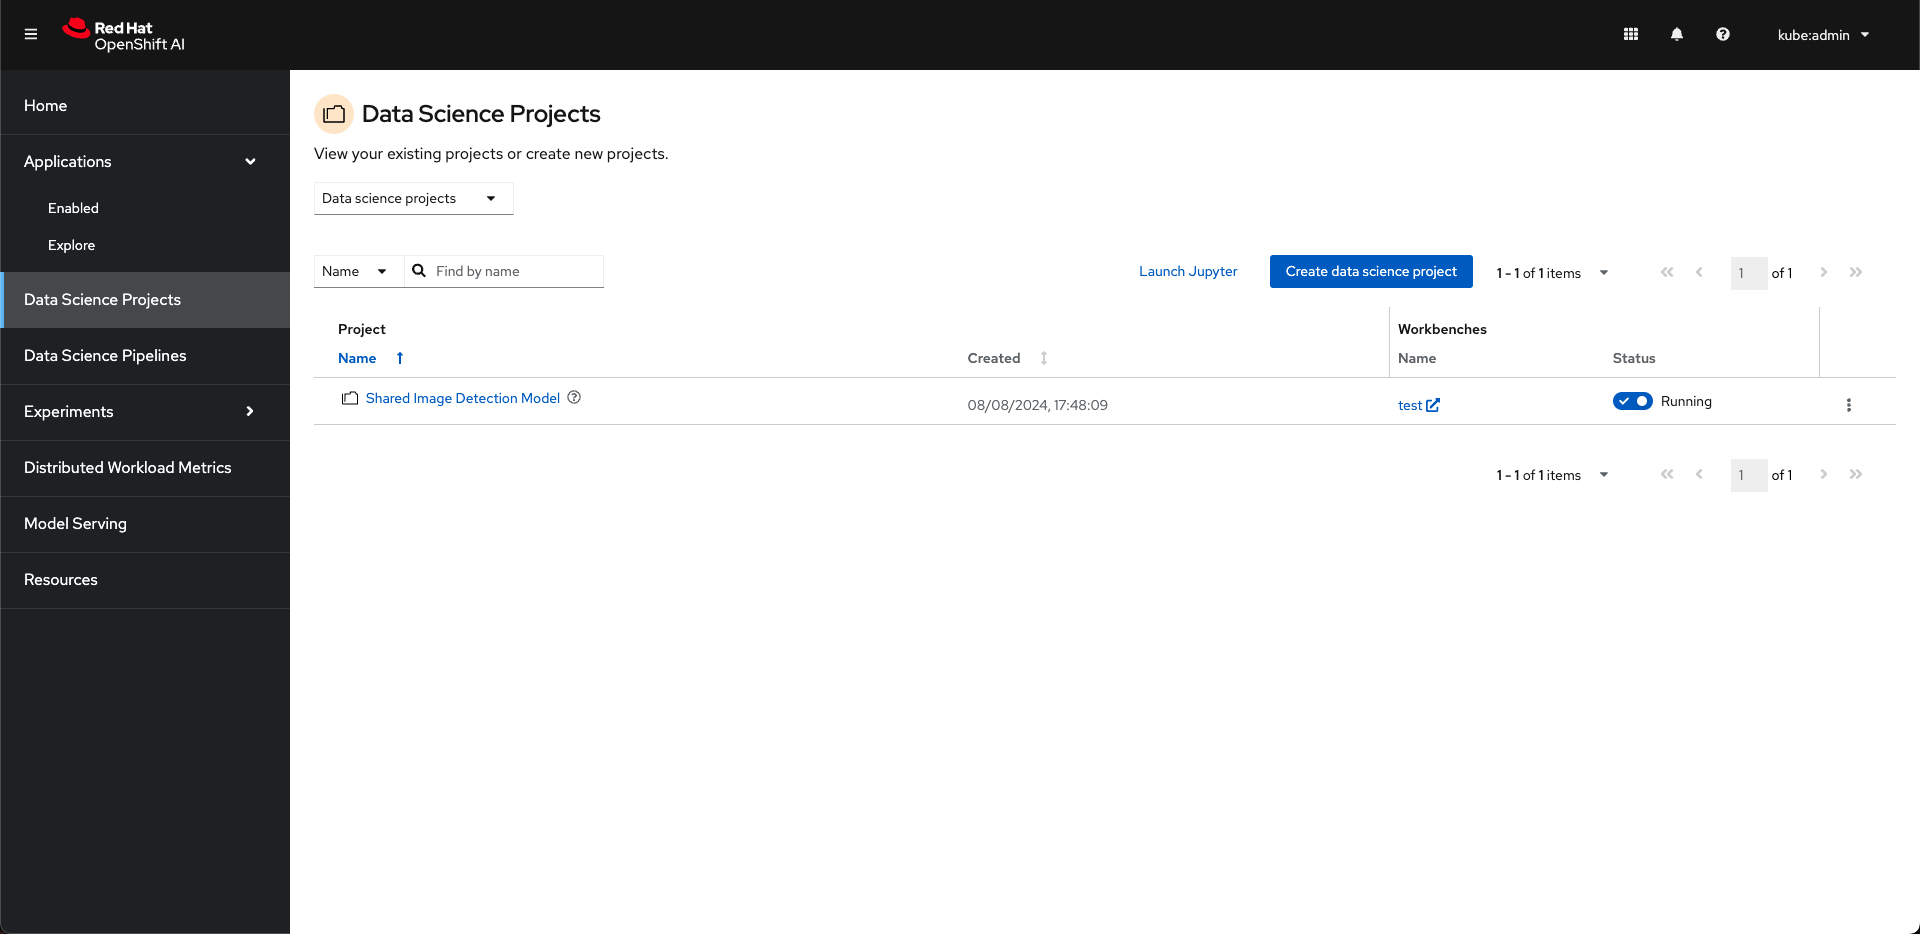 Red Hat
OpenShift AI
kube:admin
Home
Applications
Enabled
Explore
Data Science Projects
Data Science Pipelines
Experiments
Distributed Workload Metrics
Model Serving
Resources
Data Science Projects
View your existing projects or create new projects.
Data science projects
Name
Find by name
Launch Jupyter
Create data science project
1 - 1 of 1 items
1 of 1
Project
Workbenches
Name
Created
Name
Status
Shared Image Detection Model
08/08/2024, 17:48:09
test
Running
1 - 1 of 1 items
1 of 1